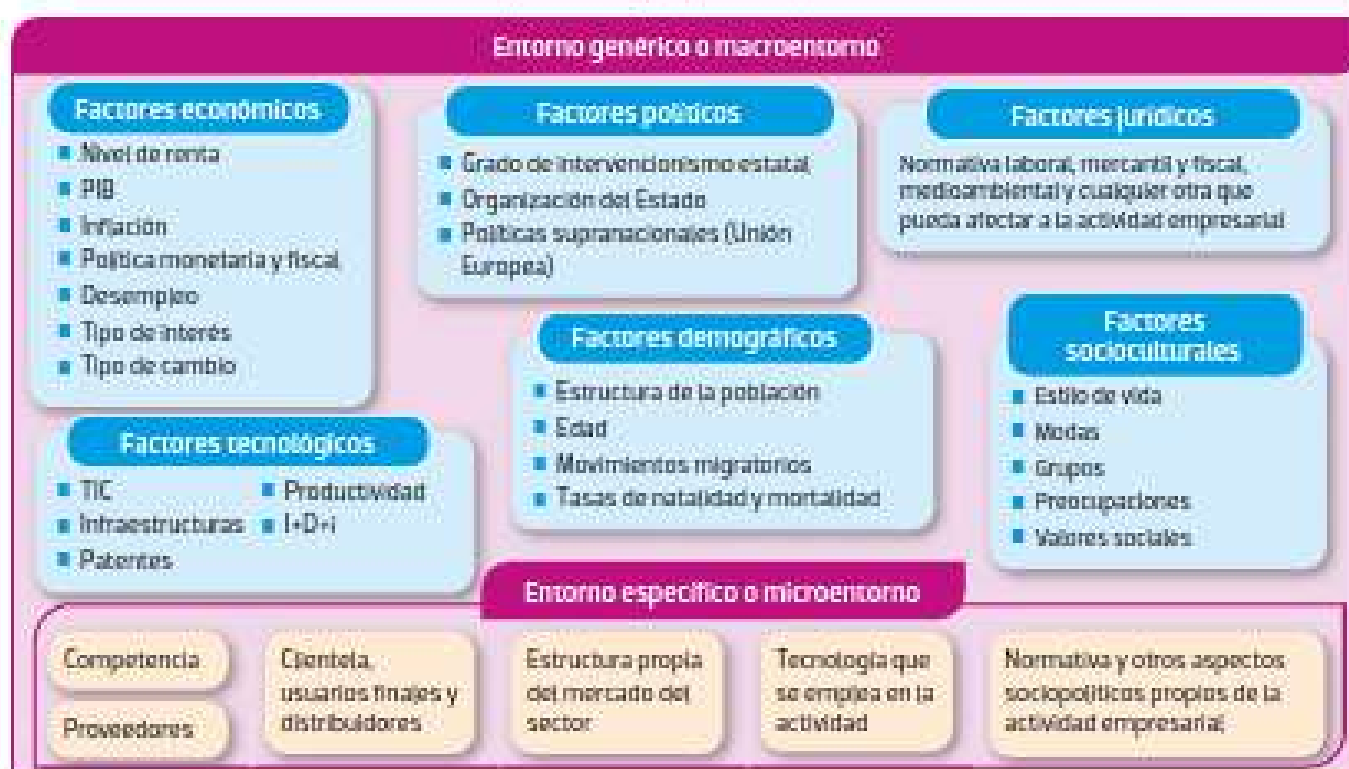 Entorno genérico o macroentorno
Factores económicos
Nivel de renta
PIB
Inflación
Política monetaria y fiscal
Desempleo
Tipo de interés
Tipo de cambio
Factores políticos
Grado de intervencionismo estatal
Organización del Estado
Políticas supranacionales (Unión
Europea)
Factores jurídicos
Normativa laboral, mercantil y fiscal,
medioambiental y cualquier otra que
pueda afectar a la actividad empresarial
Factores demográficos
Estructura de la población
Edad
Movimientos migratorios
Tasas de natalidad y mortalidad
Factores
socioculturales
Estilo de vida
Modas
Grupos
Preocupaciones
Valores sociales
Factores tecnológicos
TIC
Infraestructuras
Patentes
Productividad
I+D+i
Entorno específico o microentorno
Competencia
Proveedores
Clientela,
usuarios finales y
distribuidores
Estructura propia
del mercado del
sector
Tecnología que
se emplea en la
actividad
Normativa y otros aspectos
sociopolíticos propios de la
actividad empresarial